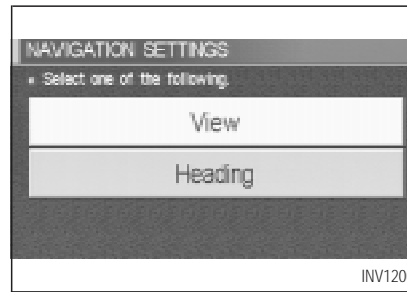 NAVIGATION SETTINGS
▪ Select one of the following.
View
Heading
INV120